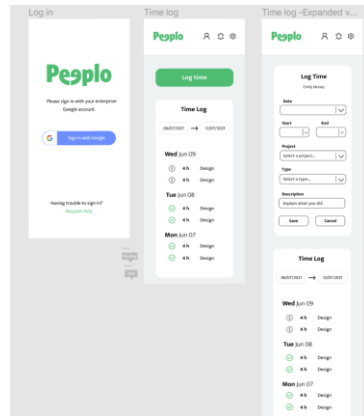 Log in
Peeplo
Please sign in with your enterprise
Google account.
G Sign in with Google
Having trouble to sign in?
Request Help
Time log
Peeplo
Log time
Time Log
06/07/2021 → 12/07/2021
Wed Jun 09
4 h Design
4 h Design
Tue Jun 08
4 h Design
4 h Design
Mon Jun 07
4 h Design
4 h Design
Time log -Expanded v...
Peeplo
Log Time
Emily Nunez
Date
Start End
Project
Select a project...
Type
Select a type...
Description
Explain what you did
Save Cancel
Time Log
06/07/2021 → 12/07/2021
Wed Jun 09
4 h Design
4 h Design
Tue Jun 08
4 h Design
4 h Design
Mon Jun 07
4 h Design
4 h Design